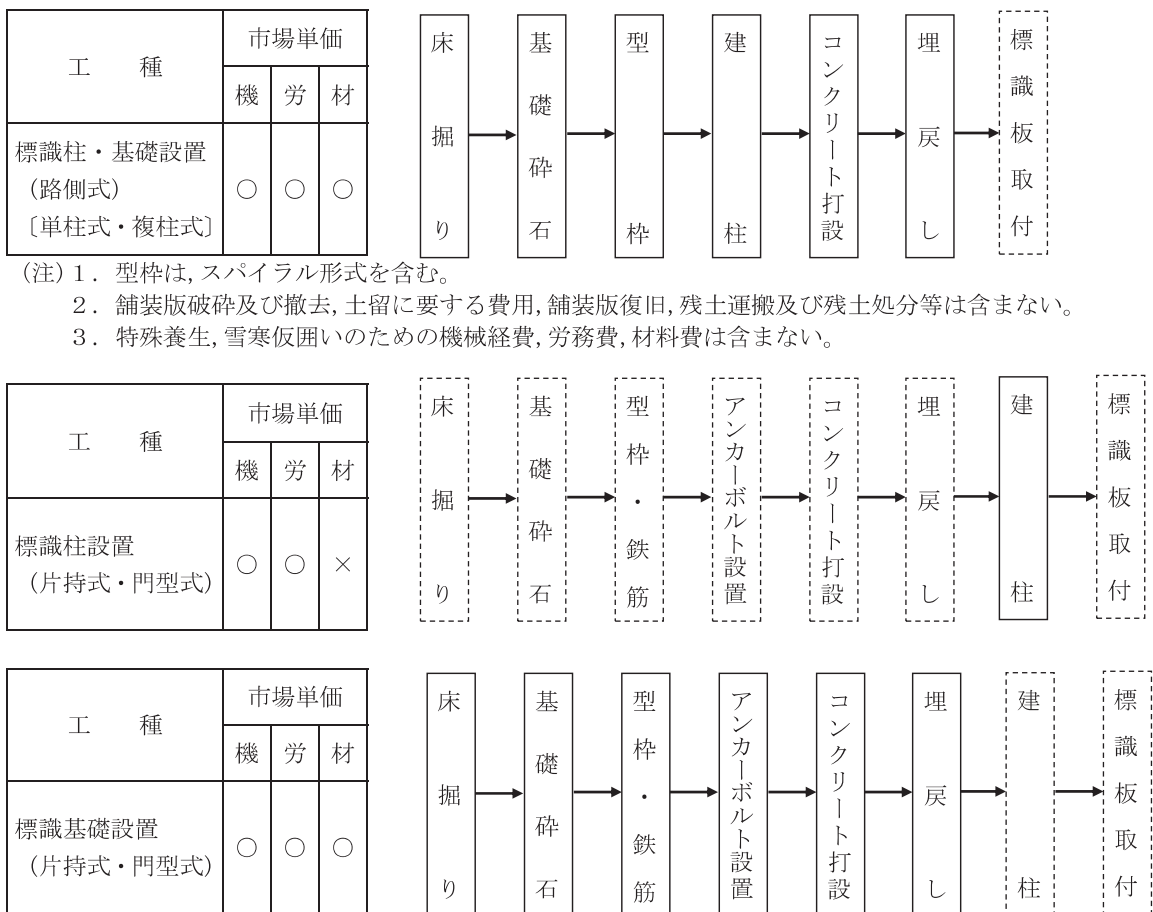 工　種
市場単価
機 労 材
標識柱・基礎設置
（路側式）
〔単柱式・複柱式〕
○ ○ ○
床掘り
基礎砕石
型枠
建柱
コンクリート打設
埋戻し
標識板取付
（注）１．型枠は,スパイラル形式を含む。
２．舗装版破砕及び撤去,土留に要する費用,舗装版復旧,残土運搬及び残土処分等は含まない。
３．特殊養生,雪寒仮囲いのための機械経費,労務費,材料費は含まない。
工　種
市場単価
機 労 材
標識柱設置
（片持式・門型式）
○ ○ ×
床掘り
基礎砕石
型枠・鉄筋
アンカーボルト設置
コンクリート打設
埋戻し
建柱
標識板取付
工　種
市場単価
機 労 材
標識基礎設置
（片持式・門型式）
○ ○ ○
床掘り
基礎砕石
型枠・鉄筋
アンカーボルト設置
コンクリート打設
埋戻し
建柱
標識板取付